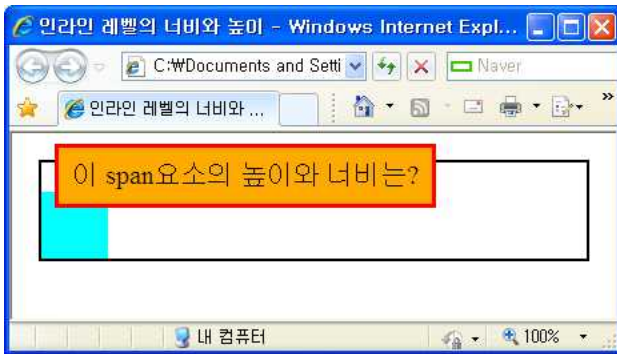 인라인 레벨의 너비와 높이 - Windows Internet Expl...
C:₩Documents and Setti
Naver
인라인 레벨의 너비와 ...
»
이 span요소의 높이와 너비는?
내 컴퓨터
100%